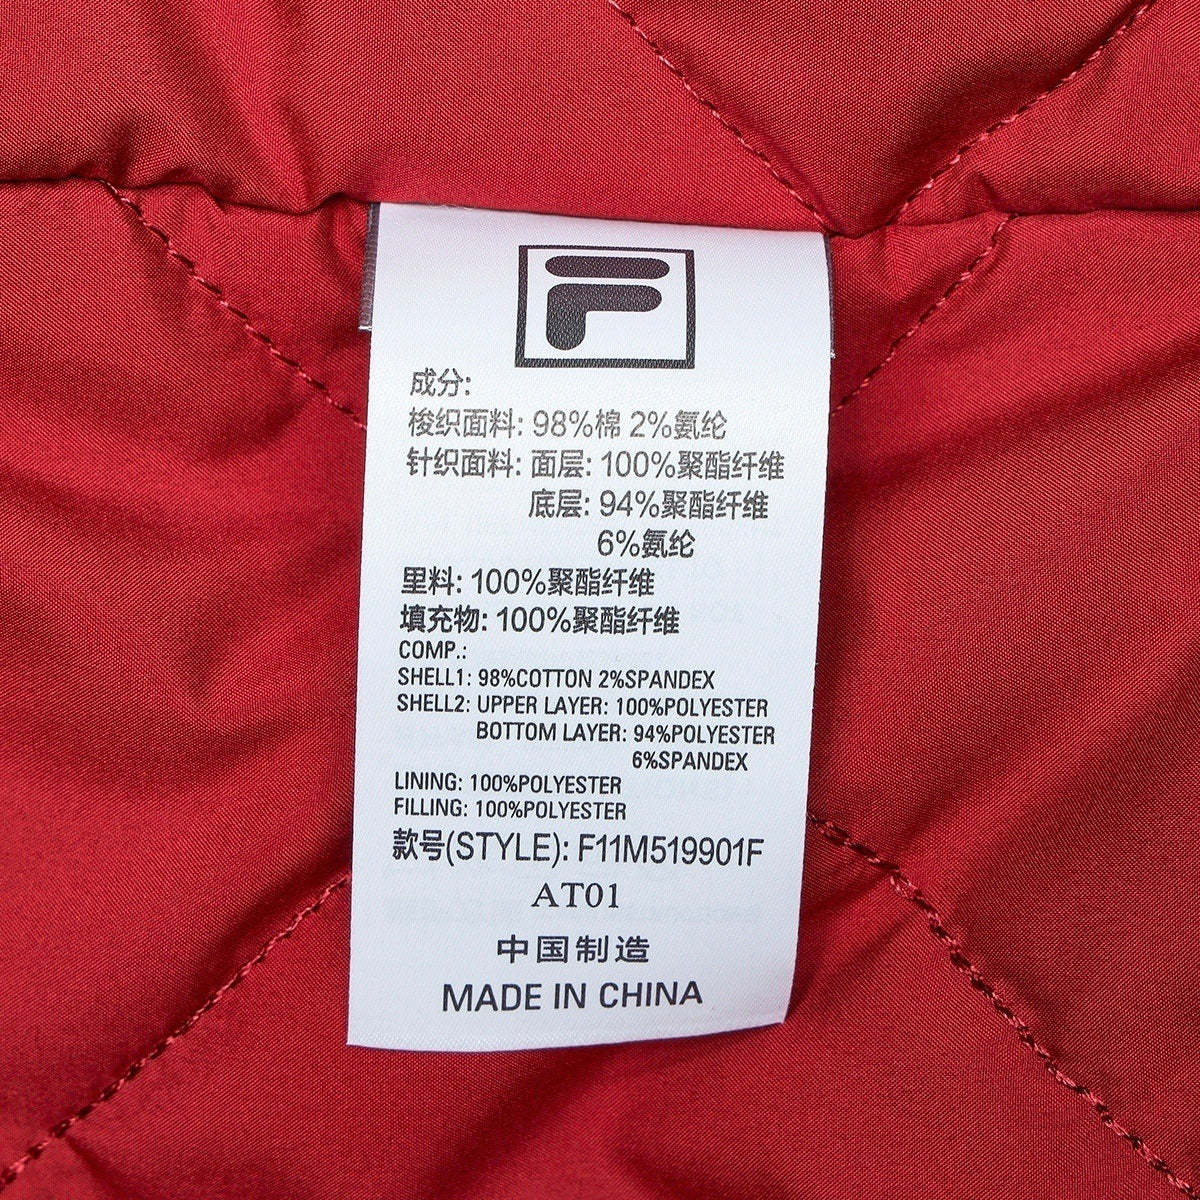 F
成分:
梭织面料: 98%棉 2%氨纶
针织面料: 面层: 100%聚酯纤维
底层: 94%聚酯纤维
6%氨纶
里料: 100%聚酯纤维
填充物: 100%聚酯纤维
COMP.:
SHELL1: 98%COTTON 2%SPANDEX
SHELL2: UPPER LAYER: 100%POLYESTER
BOTTOM LAYER: 94%POLYESTER
6%SPANDEX
LINING: 100%POLYESTER
FILLING: 100%POLYESTER
款号(STYLE): F11M519901F
AT01
中国制造
MADE IN CHINA